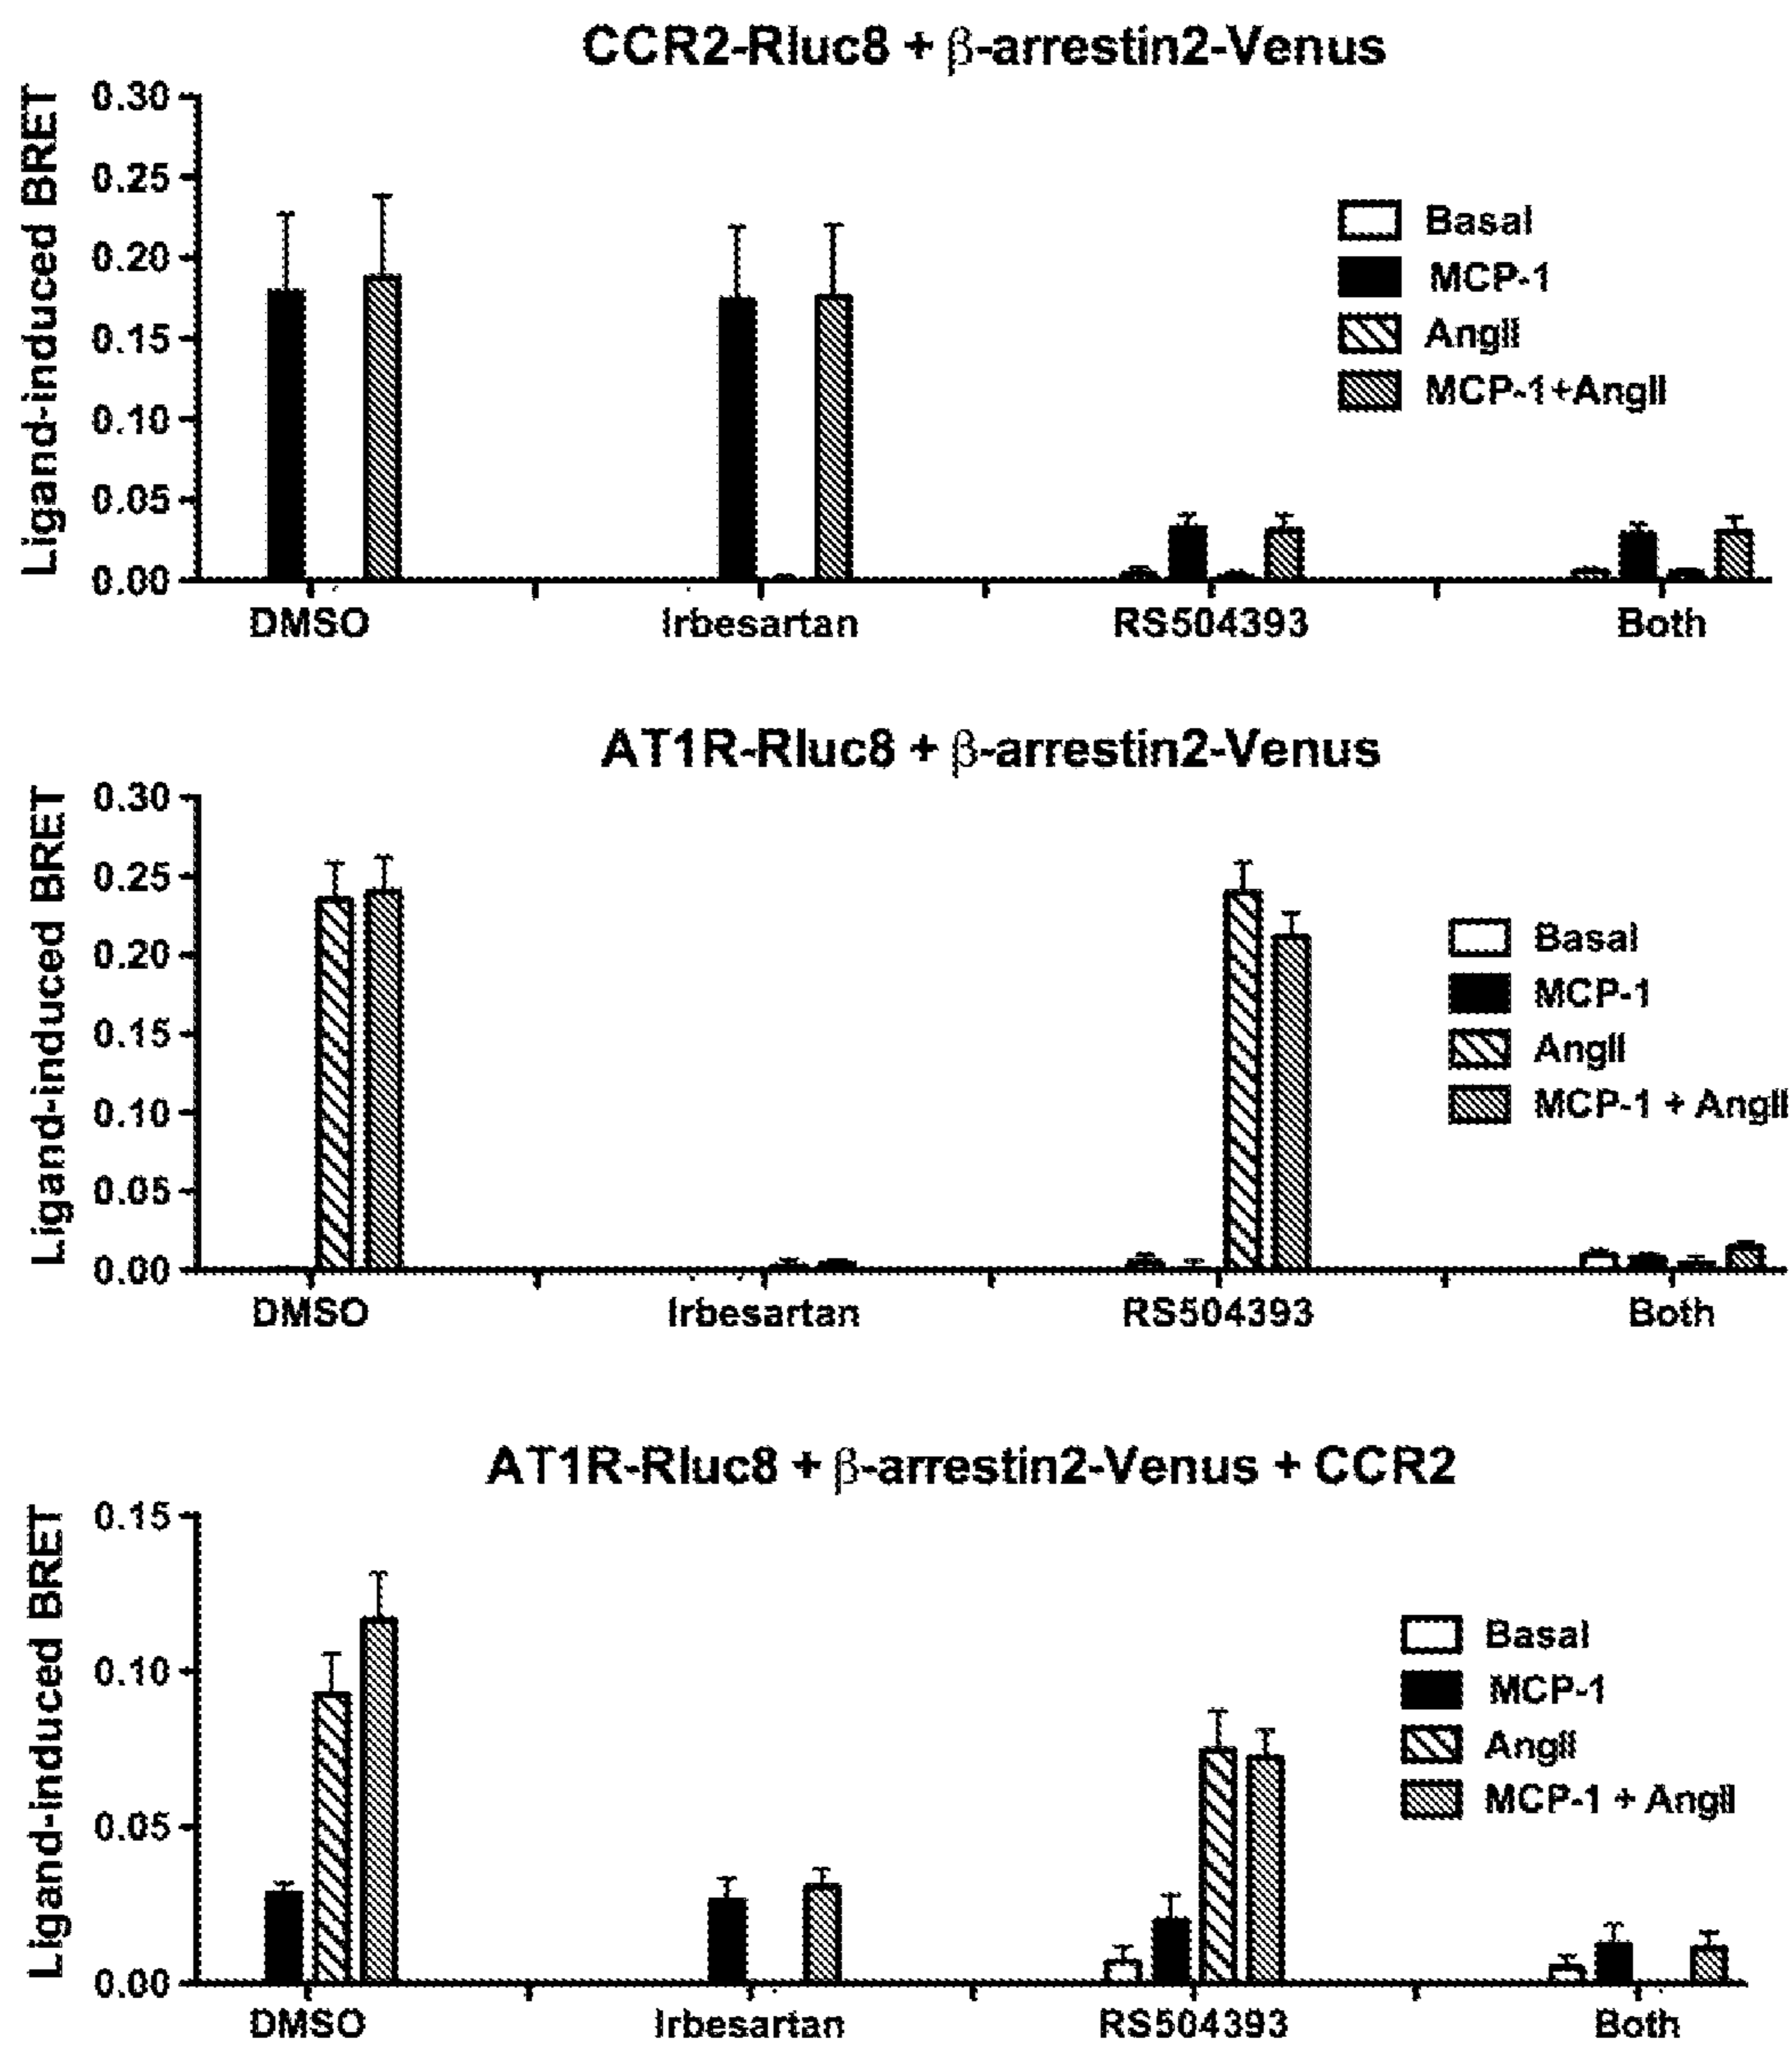 CCR2-Rluc8 + β-arrestin2-Venus
Ligand-induced BRET
0.30
0.25
0.20
0.15
0.10
0.05
0.00
Basal
MCP-1
AngII
MCP-1+AngII
DMSO
Irbesartan
RS504393
Both
AT1R-Rluc8 + β-arrestin2-Venus
Ligand-induced BRET
0.30
0.25
0.20
0.15
0.10
0.05
0.00
Basal
MCP-1
AngII
MCP-1 + AngII
DMSO
Irbesartan
RS504393
Both
AT1R-Rluc8 + β-arrestin2-Venus + CCR2
Ligand-induced BRET
0.15
0.10
0.05
0.00
Basal
MCP-1
AngII
MCP-1 + AngII
DMSO
Irbesartan
RS504393
Both